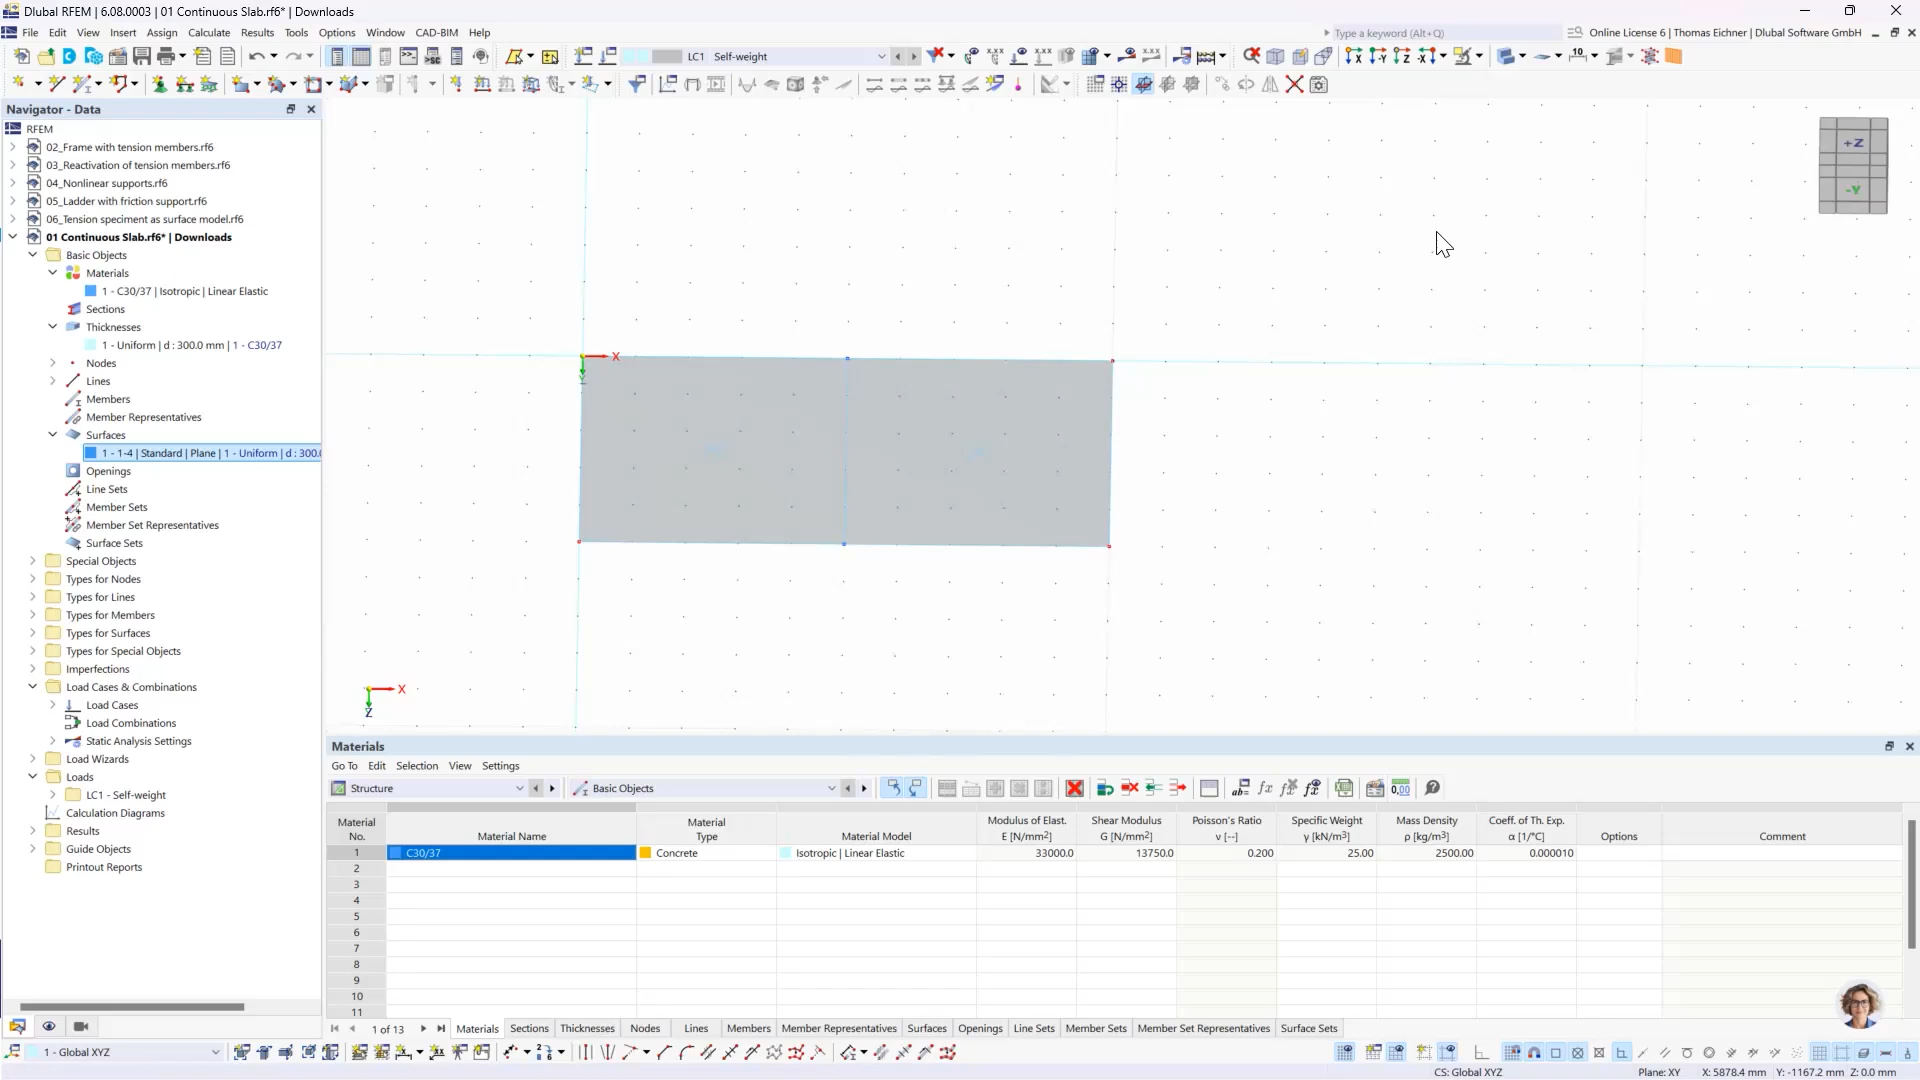 Dlubal RFEM | 6.08.0003 | 01 Continuous Slab.rf6* | Downloads
File Edit View Insert Assign Calculate Results Tools Options Window CAD-BIM Help
Type a keyword (Alt+Q)
Online License 6 | Thomas Eichner | Dlubal Software GmbH
LC1 Self-weight
Navigator - Data
RFEM
02_Frame with tension members.rf6
03_Reactivation of tension members.rf6
04_Nonlinear supports.rf6
05_Ladder with friction support.rf6
06_Tension speciment as surface model.rf6
01 Continuous Slab.rf6* | Downloads
Basic Objects
Materials
1 - C30/37 | Isotropic | Linear Elastic
Sections
Thicknesses
1 - Uniform | d : 300.0 mm | 1 - C30/37
Nodes
Lines
Members
Member Representatives
Surfaces
1 - 1-4 | Standard | Plane | 1 - Uniform | d : 300.
Openings
Line Sets
Member Sets
Member Set Representatives
Surface Sets
Special Objects
Types for Nodes
Types for Lines
Types for Members
Types for Surfaces
Types for Special Objects
Imperfections
Load Cases & Combinations
Load Cases
Load Combinations
Static Analysis Settings
Load Wizards
Loads
LC1 - Self-weight
Calculation Diagrams
Results
Guide Objects
Printout Reports
1 - Global XYZ
+Z
-Y
X
Y
X
Z
Materials
Go To Edit Selection View Settings
Structure
Basic Objects
Material No.
Material Name
Material Type
Material Model
Modulus of Elast. E [N/mm2]
Shear Modulus G [N/mm2]
Poisson's Ratio ν [--]
Specific Weight γ [kN/m3]
Mass Density ρ [kg/m3]
Coeff. of Th. Exp. α [1/°C]
Options
Comment
1 C30/37 Concrete Isotropic | Linear Elastic 33000.0 13750.0 0.200 25.00 2500.00 0.000010
2
3
4
5
6
7
8
9
10
11
1 of 13
Materials Sections Thicknesses Nodes Lines Members Member Representatives Surfaces Openings Line Sets Member Sets Member Set Representatives Surface Sets
CS: Global XYZ
Plane: XY
X: 5878.4 mm Y: -1167.2 mm Z: 0.0 mm